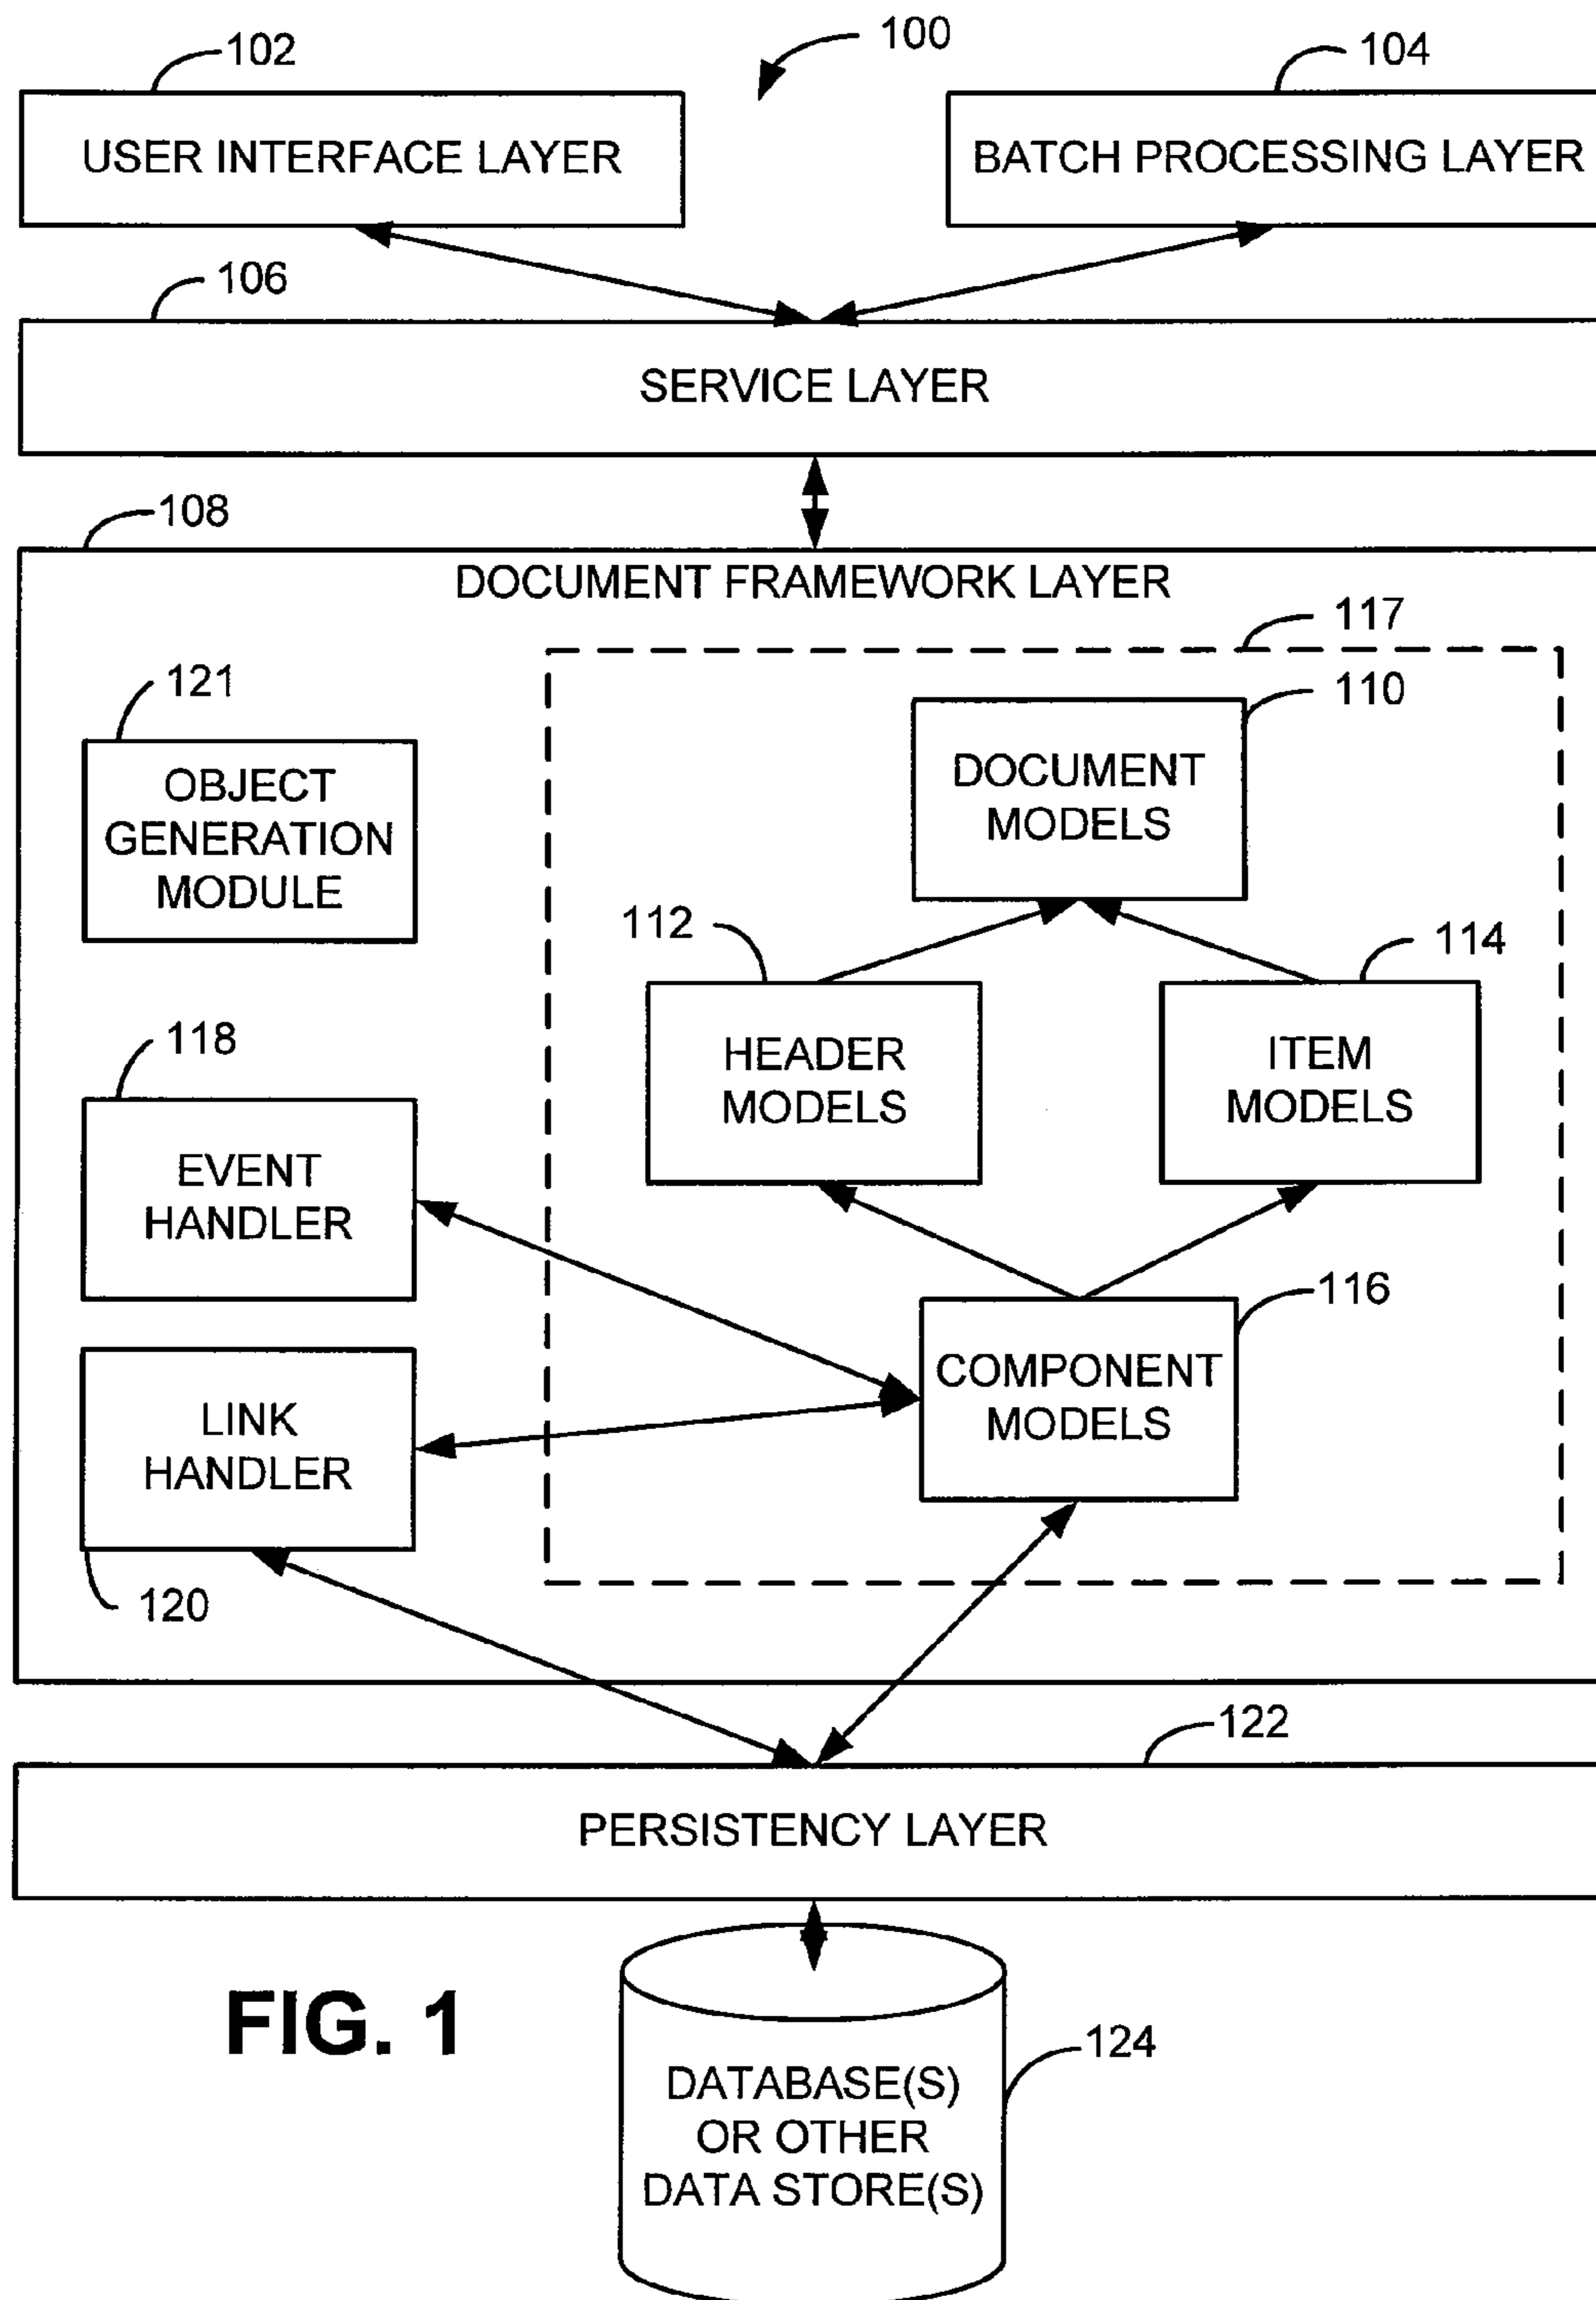 100
102
104
USER INTERFACE LAYER
BATCH PROCESSING LAYER
106
SERVICE LAYER
108
DOCUMENT FRAMEWORK LAYER
117
121
110
OBJECT
GENERATION
MODULE
DOCUMENT
MODELS
112
114
HEADER
MODELS
ITEM
MODELS
118
EVENT
HANDLER
116
COMPONENT
MODELS
LINK
HANDLER
120
122
PERSISTENCY LAYER
FIG. 1
124
DATABASE(S)
OR OTHER
DATA STORE(S)